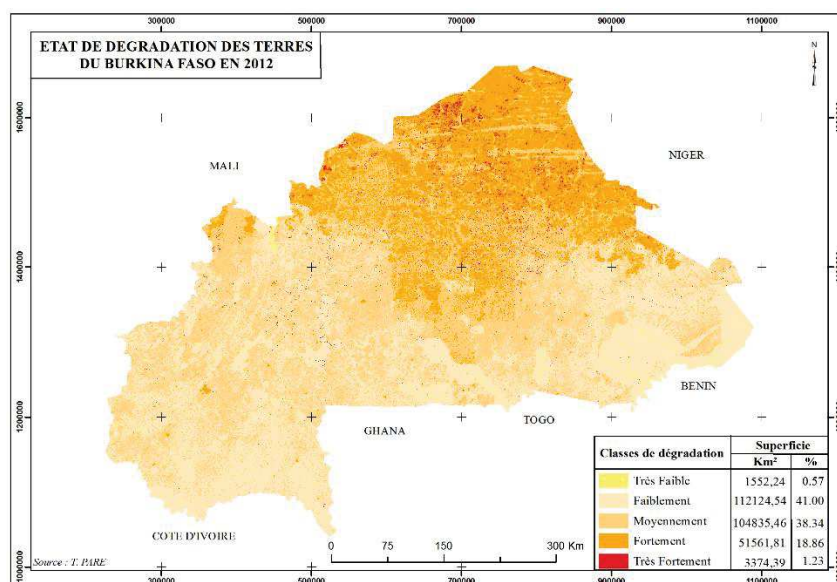 300000 500000 700000 900000 1100000
ETAT DE DEGRADATION DES TERRES
DU BURKINA FASO EN 2012
N
1600000
MALI
NIGER
1400000
BENIN
1200000
GHANA
TOGO
COTE D'IVOIRE
Classes de dégradation Superficie
Km² %
Très Faible 1552,24 0.57
Faiblement 112124,54 41.00
Moyennement 104835,46 38.34
Fortement 51561,81 18.86
Très Fortement 3374,39 1.23
0 75 150 300 Km
Source : T. PARE
1000000
300000 500000 700000 900000 1100000